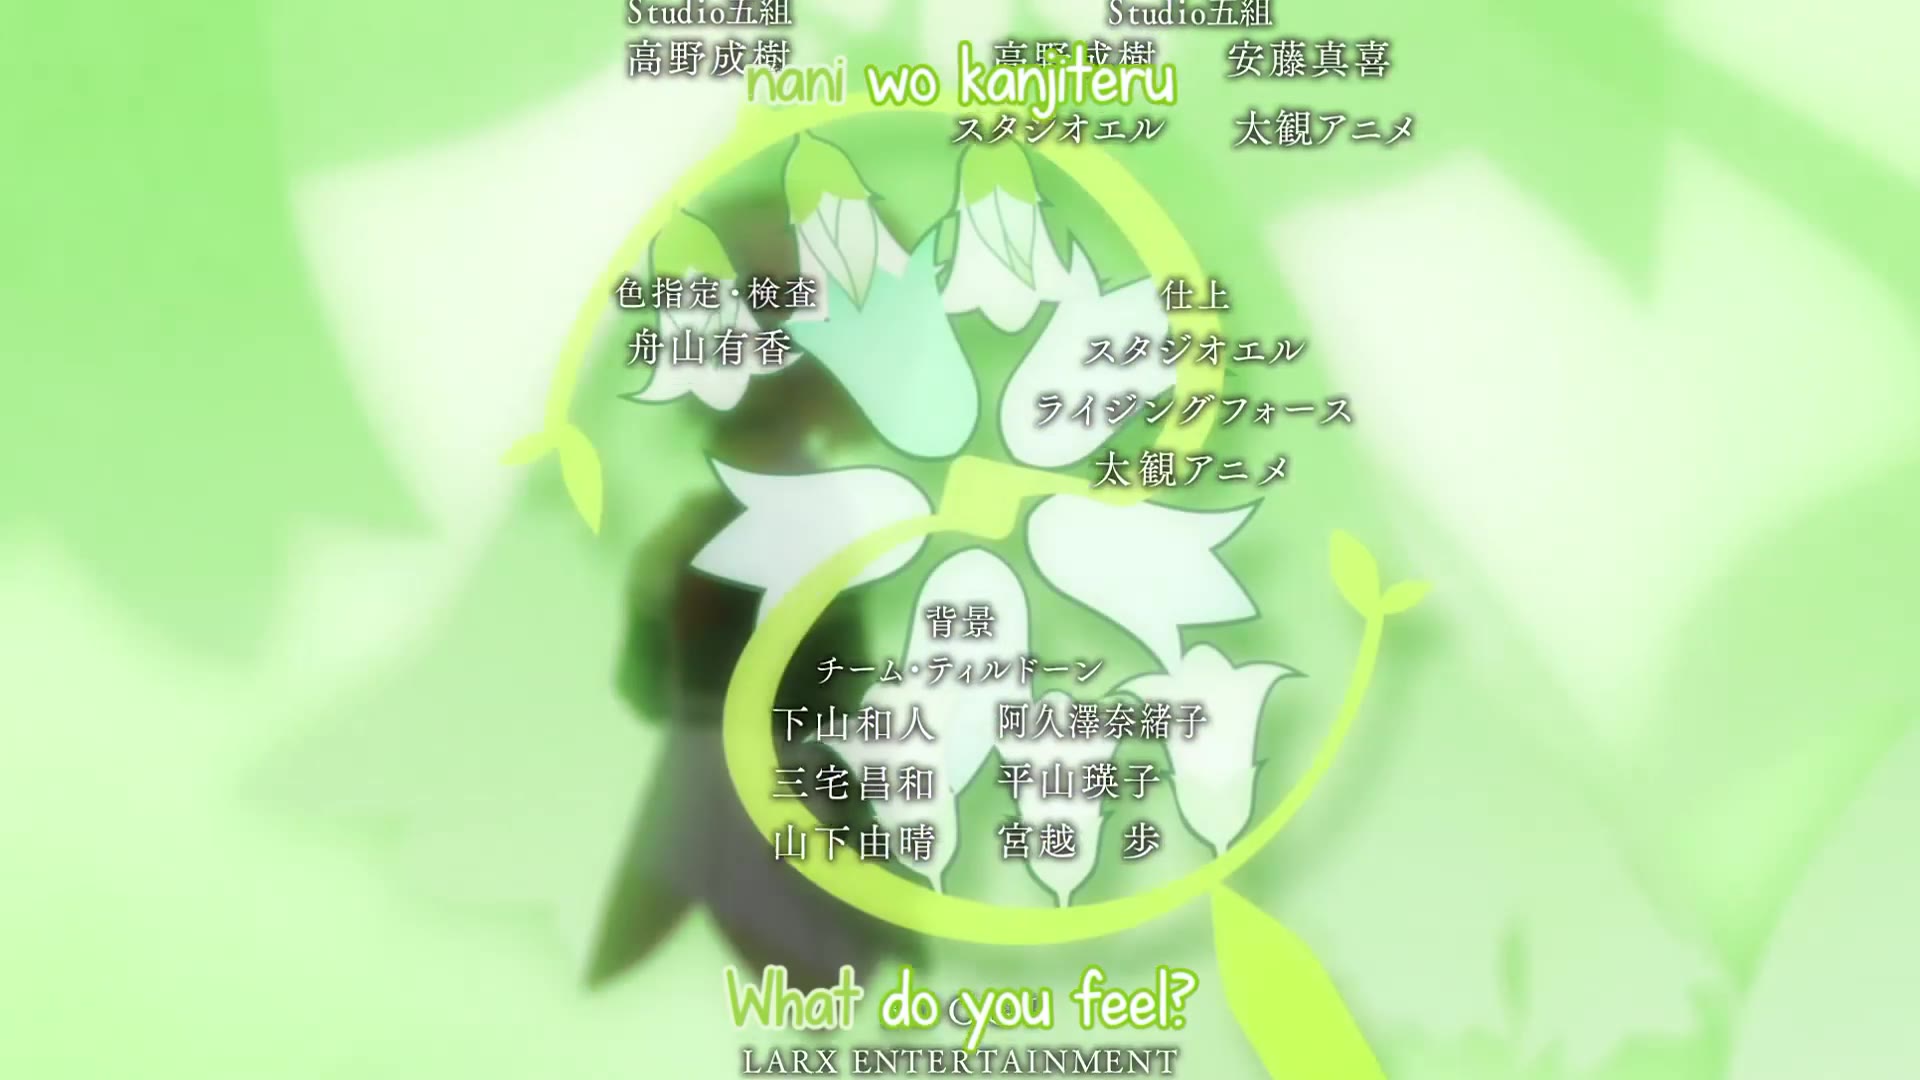 Studio五組 Studio五組
高野成樹 高野成樹 安藤真喜
nani wo kanjiteru
スタジオエル 太観アニメ
色指定・検査 仕上
舟山有香 スタジオエル
ライジングフォース
太観アニメ
背景
チーム・ティルドーン
下山和人 阿久澤奈緒子
三宅昌和 平山瑛子
山下由晴 宮越 歩
What do you feel?
LARX ENTERTAINMENT